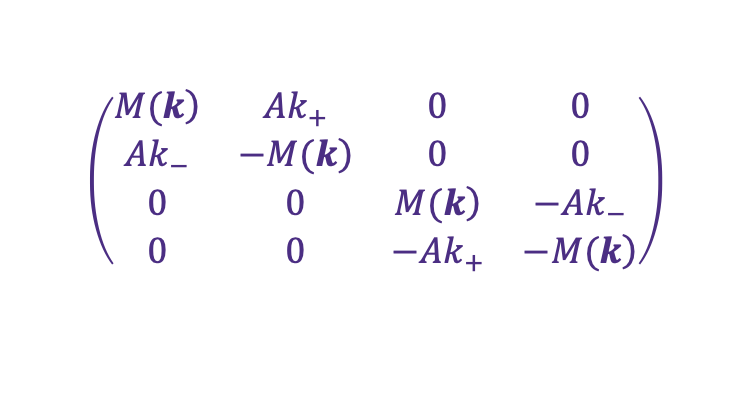 M(k) Ak₊ 0 0
Ak₋ −M(k) 0 0
0 0 M(k) −Ak₋
0 0 −Ak₊ −M(k)